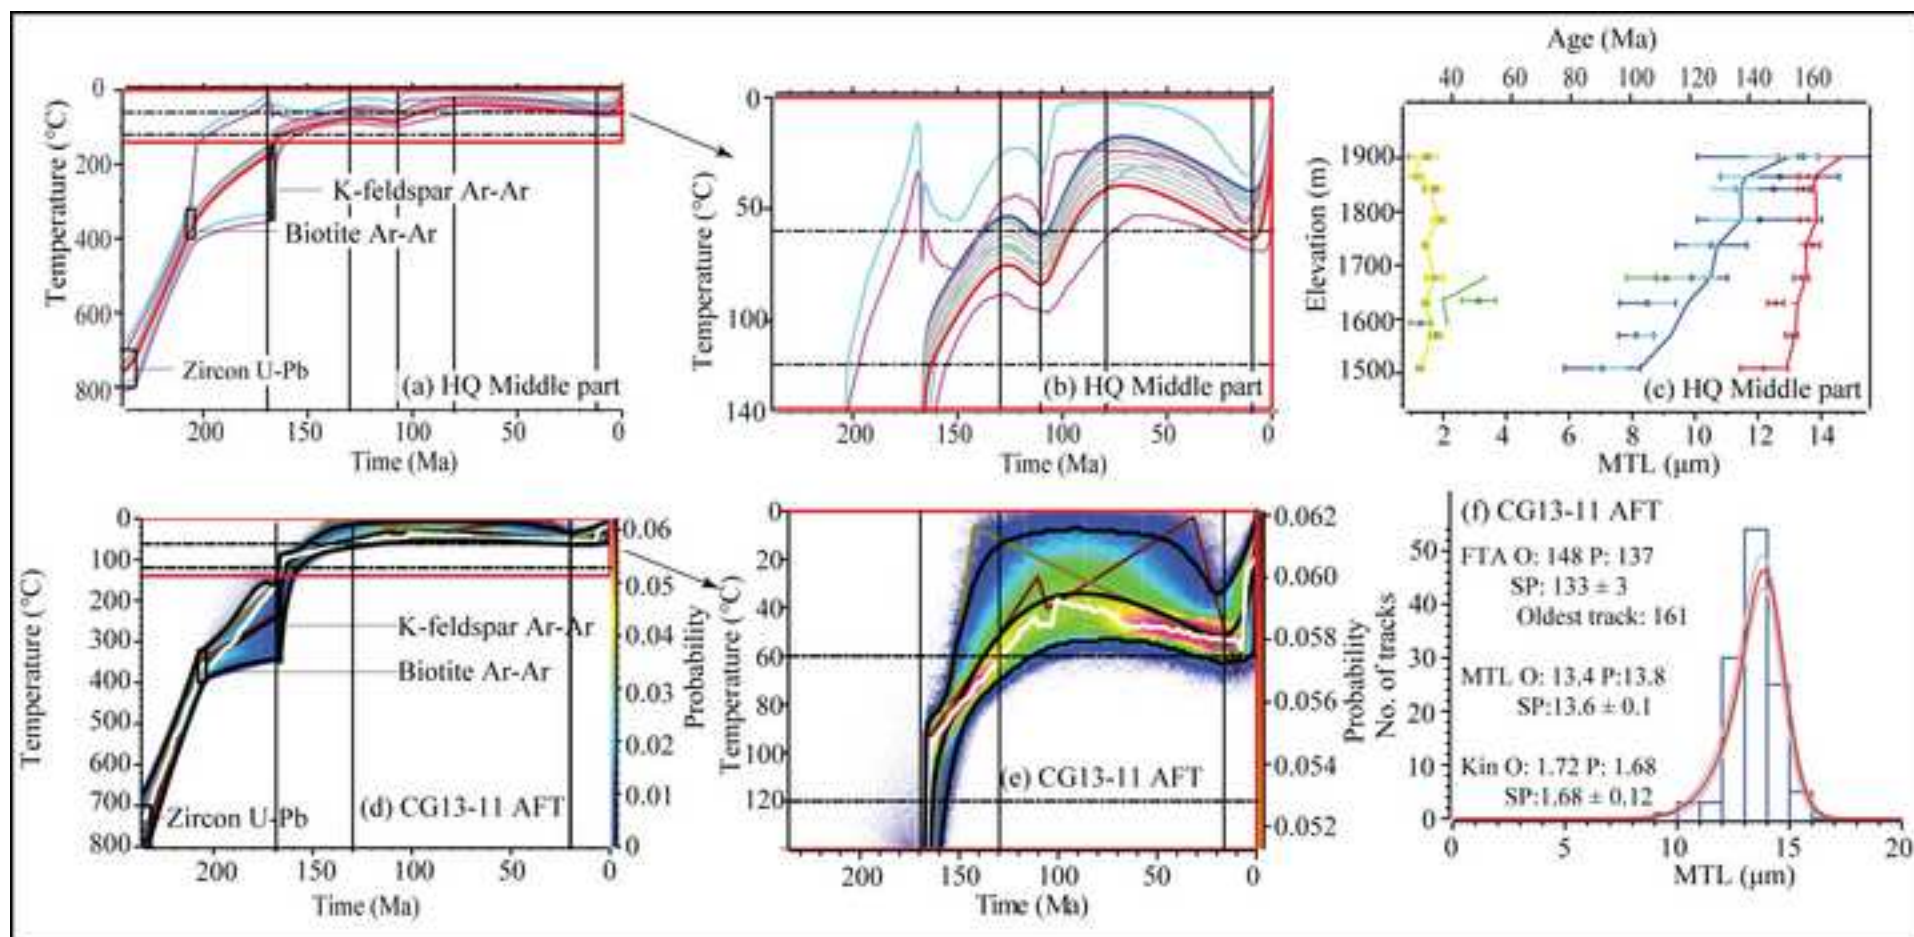 0
200
400
600
800
Temperature (°C)
K-feldspar Ar-Ar
Biotite Ar-Ar
Zircon U-Pb
(a) HQ Middle part
200
150
100
50
0
Time (Ma)
0
50
100
140
Temperature (°C)
(b) HQ Middle part
200
150
100
50
0
Time (Ma)
Age (Ma)
40
60
80
100
120
140
160
1900
1800
1700
1600
1500
Elevation (m)
(c) HQ Middle part
2
4
6
8
10
12
14
MTL (μm)
0
100
200
300
400
500
600
700
800
Temperature (°C)
K-feldspar Ar-Ar
Biotite Ar-Ar
Zircon U-Pb
(d) CG13-11 AFT
200
150
100
50
0
Time (Ma)
0.06
0.05
0.04
0.03
0.02
0.01
0
Probability
0
20
40
60
80
100
120
Temperature (°C)
(e) CG13-11 AFT
200
150
100
50
0
Time (Ma)
0.062
0.060
0.058
0.056
0.054
0.052
Probability
(f) CG13-11 AFT
FTA O: 148 P: 137
SP: 133 ± 3
Oldest track: 161
MTL O: 13.4 P:13.8
SP:13.6 ± 0.1
Kin O: 1.72 P: 1.68
SP:1.68 ± 0.12
50
40
30
20
10
0
No. of tracks
0
5
10
15
20
MTL (μm)